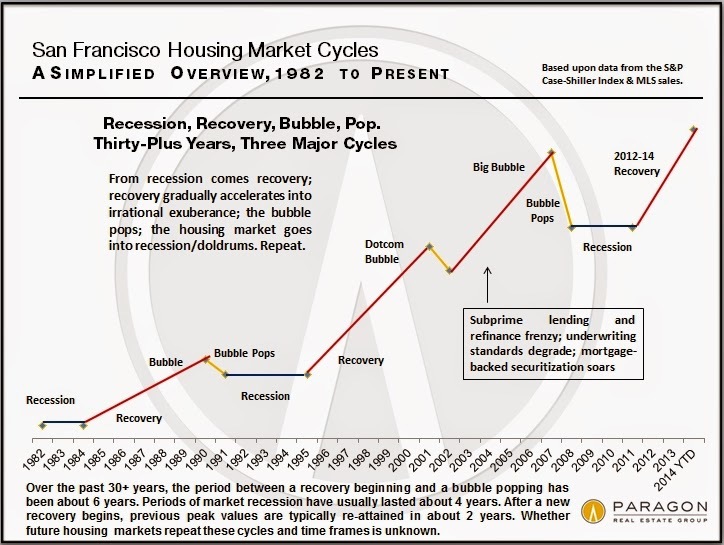 San Francisco Housing Market Cycles
A SIMPLIFIED OVERVIEW, 1982 TO PRESENT
Based upon data from the S&P
Case-Shiller Index & MLS sales.
Recession, Recovery, Bubble, Pop.
Thirty-Plus Years, Three Major Cycles
From recession comes recovery;
recovery gradually accelerates into
irrational exuberance; the bubble
pops; the housing market goes
into recession/doldrums. Repeat.
Big Bubble
2012-14
Recovery
Bubble
Pops
Recession
Dotcom
Bubble
Subprime lending and
refinance frenzy; underwriting
standards degrade; mortgage-
backed securitization soars
Bubble
Bubble Pops
Recovery
Recession
Recession
Recovery
1982
1983
1984
1985
1986
1987
1988
1989
1990
1991
1992
1993
1994
1995
1996
1997
1998
1999
2000
2001
2002
2003
2004
2005
2006
2007
2008
2009
2010
2011
2012
2013
2014 YTD
Over the past 30+ years, the period between a recovery beginning and a bubble popping has
been about 6 years. Periods of market recession have usually lasted about 4 years. After a new
recovery begins, previous peak values are typically re-attained in about 2 years. Whether
future housing markets repeat these cycles and time frames is unknown.
PARAGON
REAL ESTATE GROUP